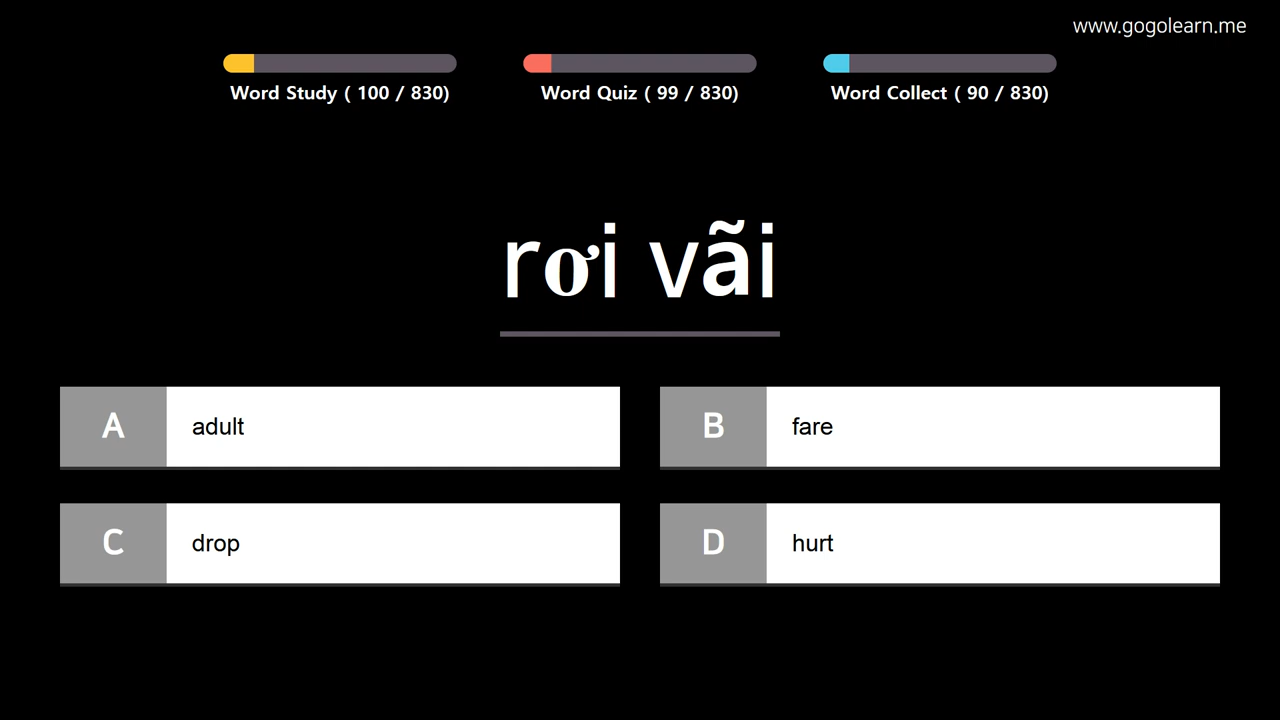 www.gogolearn.me
Word Study ( 100 / 830)
Word Quiz ( 99 / 830)
Word Collect ( 90 / 830)
rơi vãi
A adult
B fare
C drop
D hurt